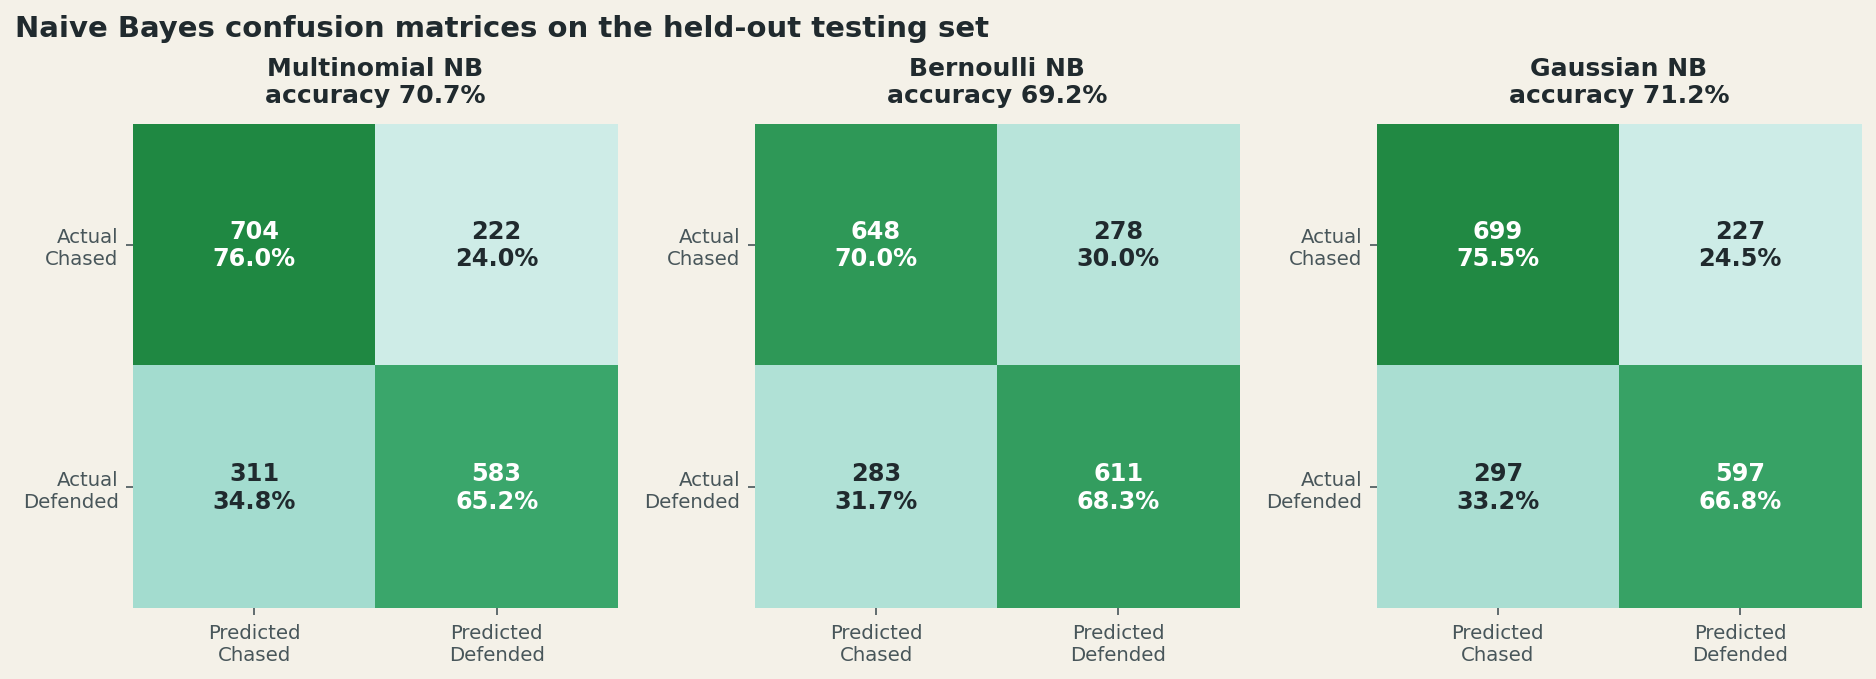 Naive Bayes confusion matrices on the held-out testing set
Multinomial NB
accuracy 70.7%
Actual
Chased
704
76.0%
222
24.0%
Actual
Defended
311
34.8%
583
65.2%
Predicted
Chased
Predicted
Defended
Bernoulli NB
accuracy 69.2%
Actual
Chased
648
70.0%
278
30.0%
Actual
Defended
283
31.7%
611
68.3%
Predicted
Chased
Predicted
Defended
Gaussian NB
accuracy 71.2%
Actual
Chased
699
75.5%
227
24.5%
Actual
Defended
297
33.2%
597
66.8%
Predicted
Chased
Predicted
Defended